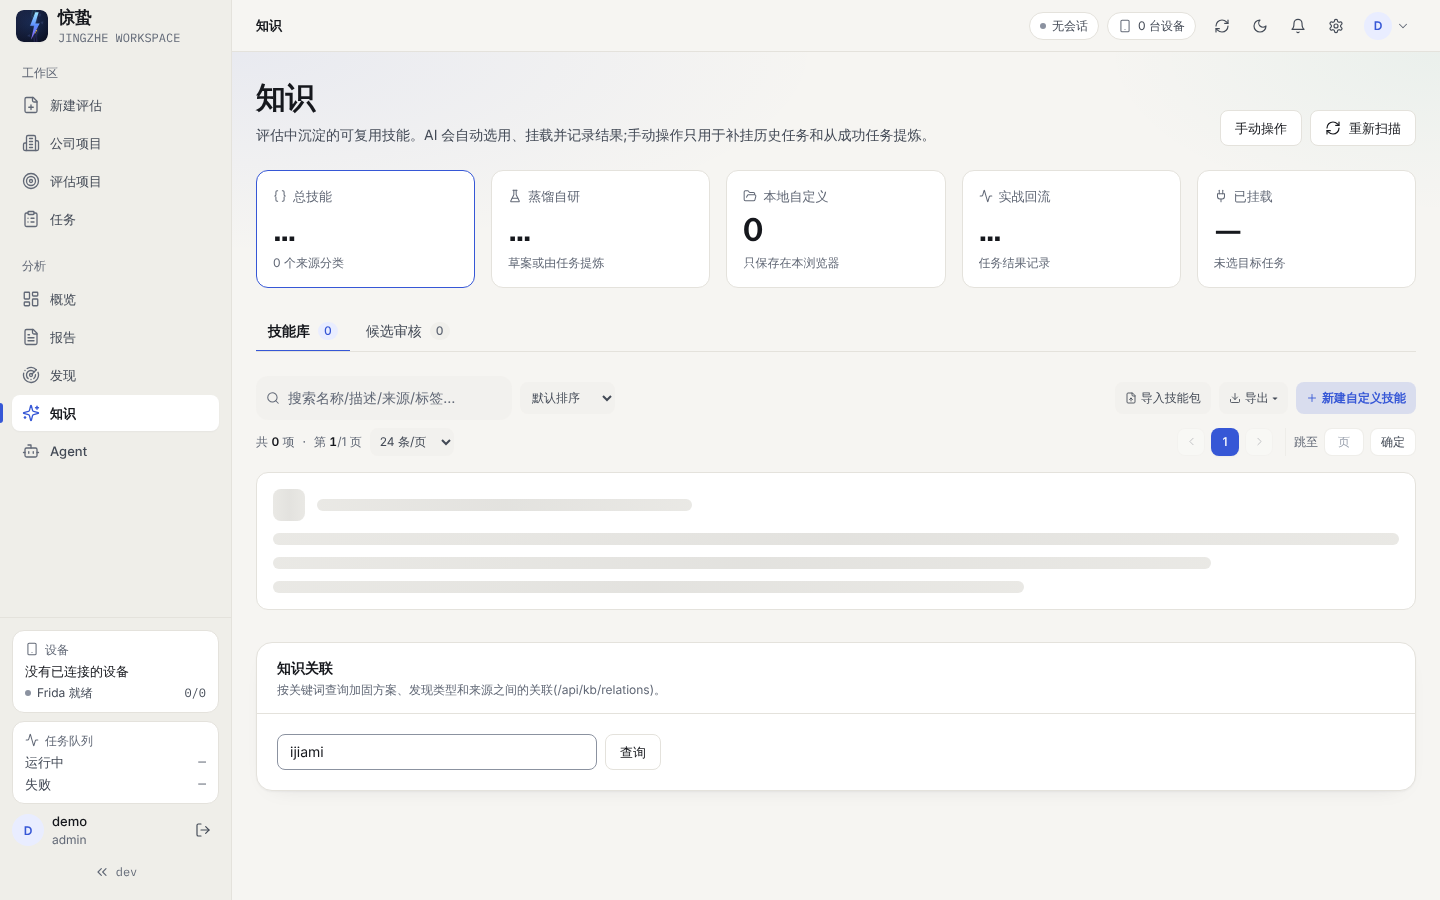 惊蛰
JINGZHE WORKSPACE
工作区
新建评估
公司项目
评估项目
任务
分析
概览
报告
发现
知识
Agent
设备
没有已连接的设备
Frida 就绪 0/0
任务队列
运行中 —
失败 —
D demo
admin
dev
知识
无会话
0 台设备
D
知识
评估中沉淀的可复用技能。AI 会自动选用、挂载并记录结果;手动操作只用于补挂历史任务和从成功任务提炼。
手动操作
重新扫描
总技能
...
0 个来源分类
蒸馏自研
...
草案或由任务提炼
本地自定义
0
只保存在本浏览器
实战回流
...
任务结果记录
已挂载
—
未选目标任务
技能库 0
候选审核 0
搜索名称/描述/来源/标签...
默认排序
导入技能包
导出
新建自定义技能
共 0 项 · 第 1/1 页
24 条/页
1
跳至
页
确定
知识关联
按关键词查询加固方案、发现类型和来源之间的关联(/api/kb/relations)。
ijiami
查询